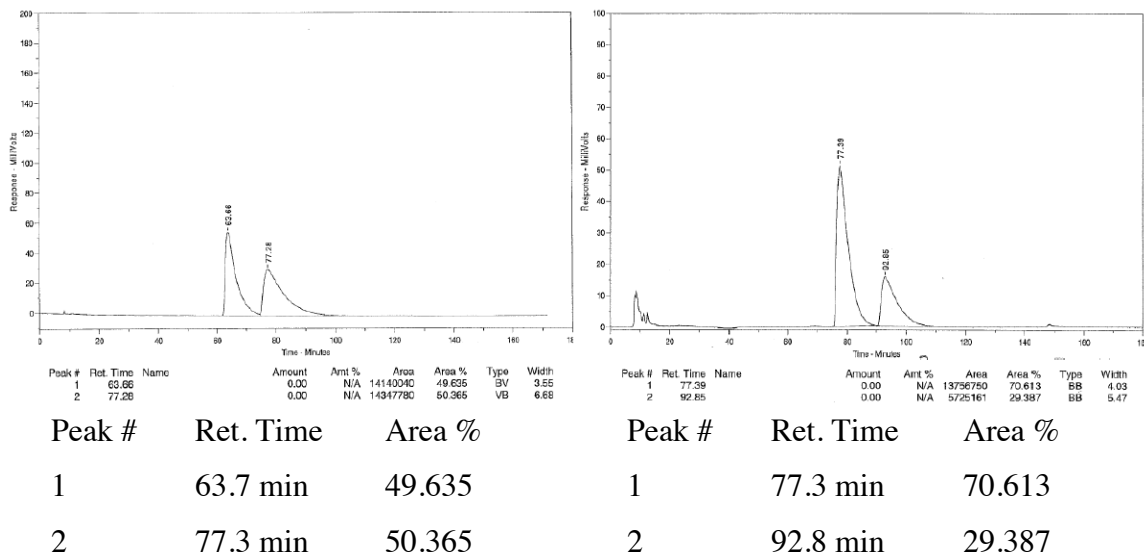 200
180
160
140
120
100
80
60
40
20
0
Response - MilliVolts
63.66
77.28
0 20 40 60 80 100 120 140 160 18
Time - Minutes
Peak # Ret. Time Name Amount Amt % Area Area % Type Width
1 63.66 0.00 N/A 14140040 49.635 BV 3.55
2 77.28 0.00 N/A 14347780 50.365 VB 6.68
Peak # Ret. Time Area %
1 63.7 min 49.635
2 77.3 min 50.365
100
90
80
70
60
50
40
30
20
10
0
Response - MilliVolts
77.39
92.85
0 20 40 60 80 100 120 140 160 180
Time - Minutes
Peak # Ret. Time Name Amount Amt % Area Area % Type Width
1 77.39 0.00 N/A 13756750 70.613 BB 4.03
2 92.85 0.00 N/A 5725161 29.387 BB 5.47
Peak # Ret. Time Area %
1 77.3 min 70.613
2 92.8 min 29.387